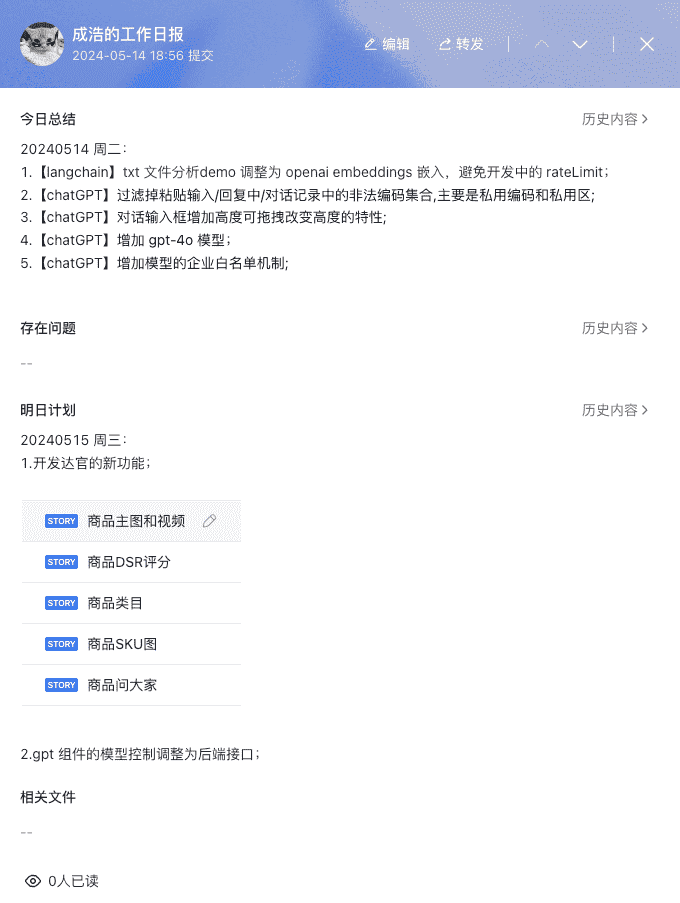 成浩的工作日报
2024-05-14 18:56 提交
编辑
转发
今日总结
历史内容
20240514 周二：
1.【langchain】txt 文件分析demo 调整为 openai embeddings 嵌入，避免开发中的 rateLimit；
2.【chatGPT】过滤掉粘贴输入/回复中/对话记录中的非法编码集合,主要是私用编码和私用区;
3.【chatGPT】对话输入框增加高度可拖拽改变高度的特性;
4.【chatGPT】增加 gpt-4o 模型；
5.【chatGPT】增加模型的企业白名单机制;
存在问题
历史内容
--
明日计划
历史内容
20240515 周三：
1.开发达官的新功能；
STORY 商品主图和视频
STORY 商品DSR评分
STORY 商品类目
STORY 商品SKU图
STORY 商品问大家
2.gpt 组件的模型控制调整为后端接口；
相关文件
--
0人已读